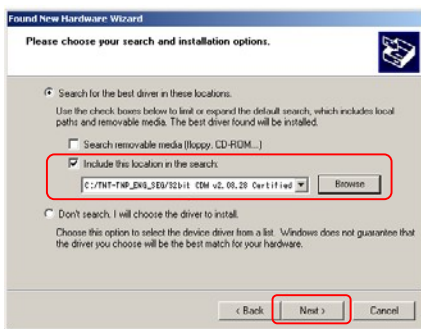 Found New Hardware Wizard
Please choose your search and installation options.
Search for the best driver in these locations.
Use the check boxes below to limit or expand the default search, which includes local
paths and removable media. The best driver found will be installed.
Search removable media (floppy, CD-ROM...)
Include this location in the search:
C:/TNT-TWP_ENG_SEG/32bit CDM v2.08.28 Certified
Browse
Don't search. I will choose the driver to install.
Choose this option to select the device driver from a list. Windows does not guarantee that
the driver you choose will be the best match for your hardware.
< Back
Next >
Cancel